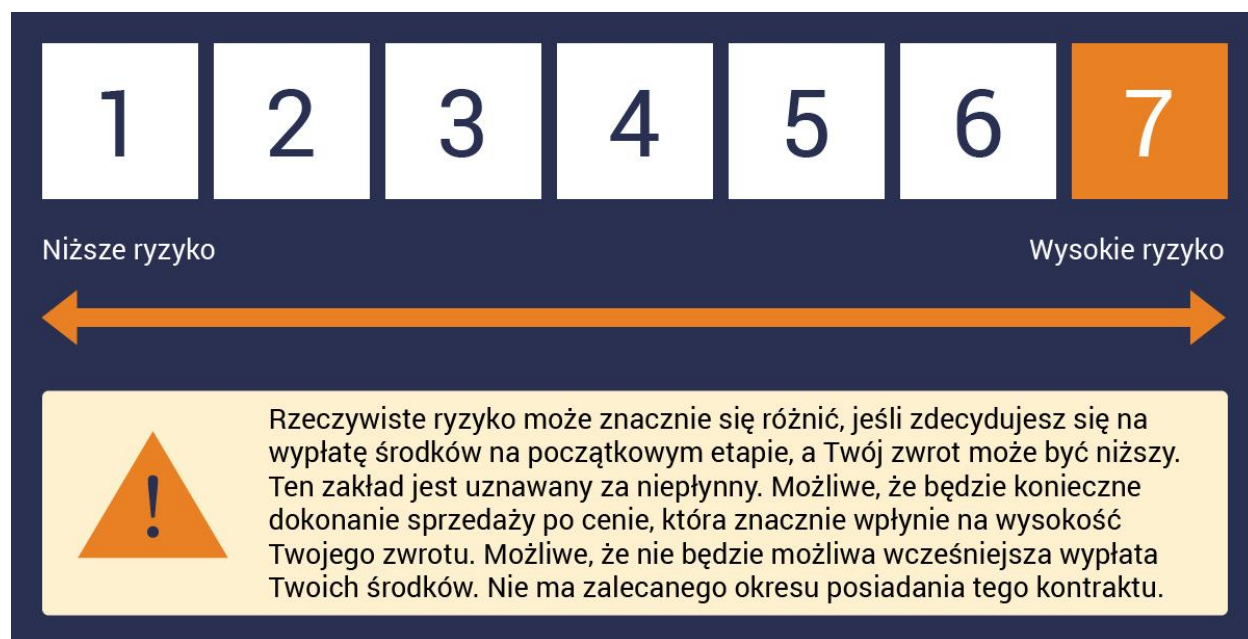 1 2 3 4 5 6 7
Niższe ryzyko Wysokie ryzyko
!
Rzeczywiste ryzyko może znacznie się różnić, jeśli zdecydujesz się na
wypłatę środków na początkowym etapie, a Twój zwrot może być niższy.
Ten zakład jest uznawany za niepłynny. Możliwe, że będzie konieczne
dokonanie sprzedaży po cenie, która znacznie wpłynie na wysokość
Twojego zwrotu. Możliwe, że nie będzie możliwa wcześniejsza wypłata
Twoich środków. Nie ma zalecanego okresu posiadania tego kontraktu.